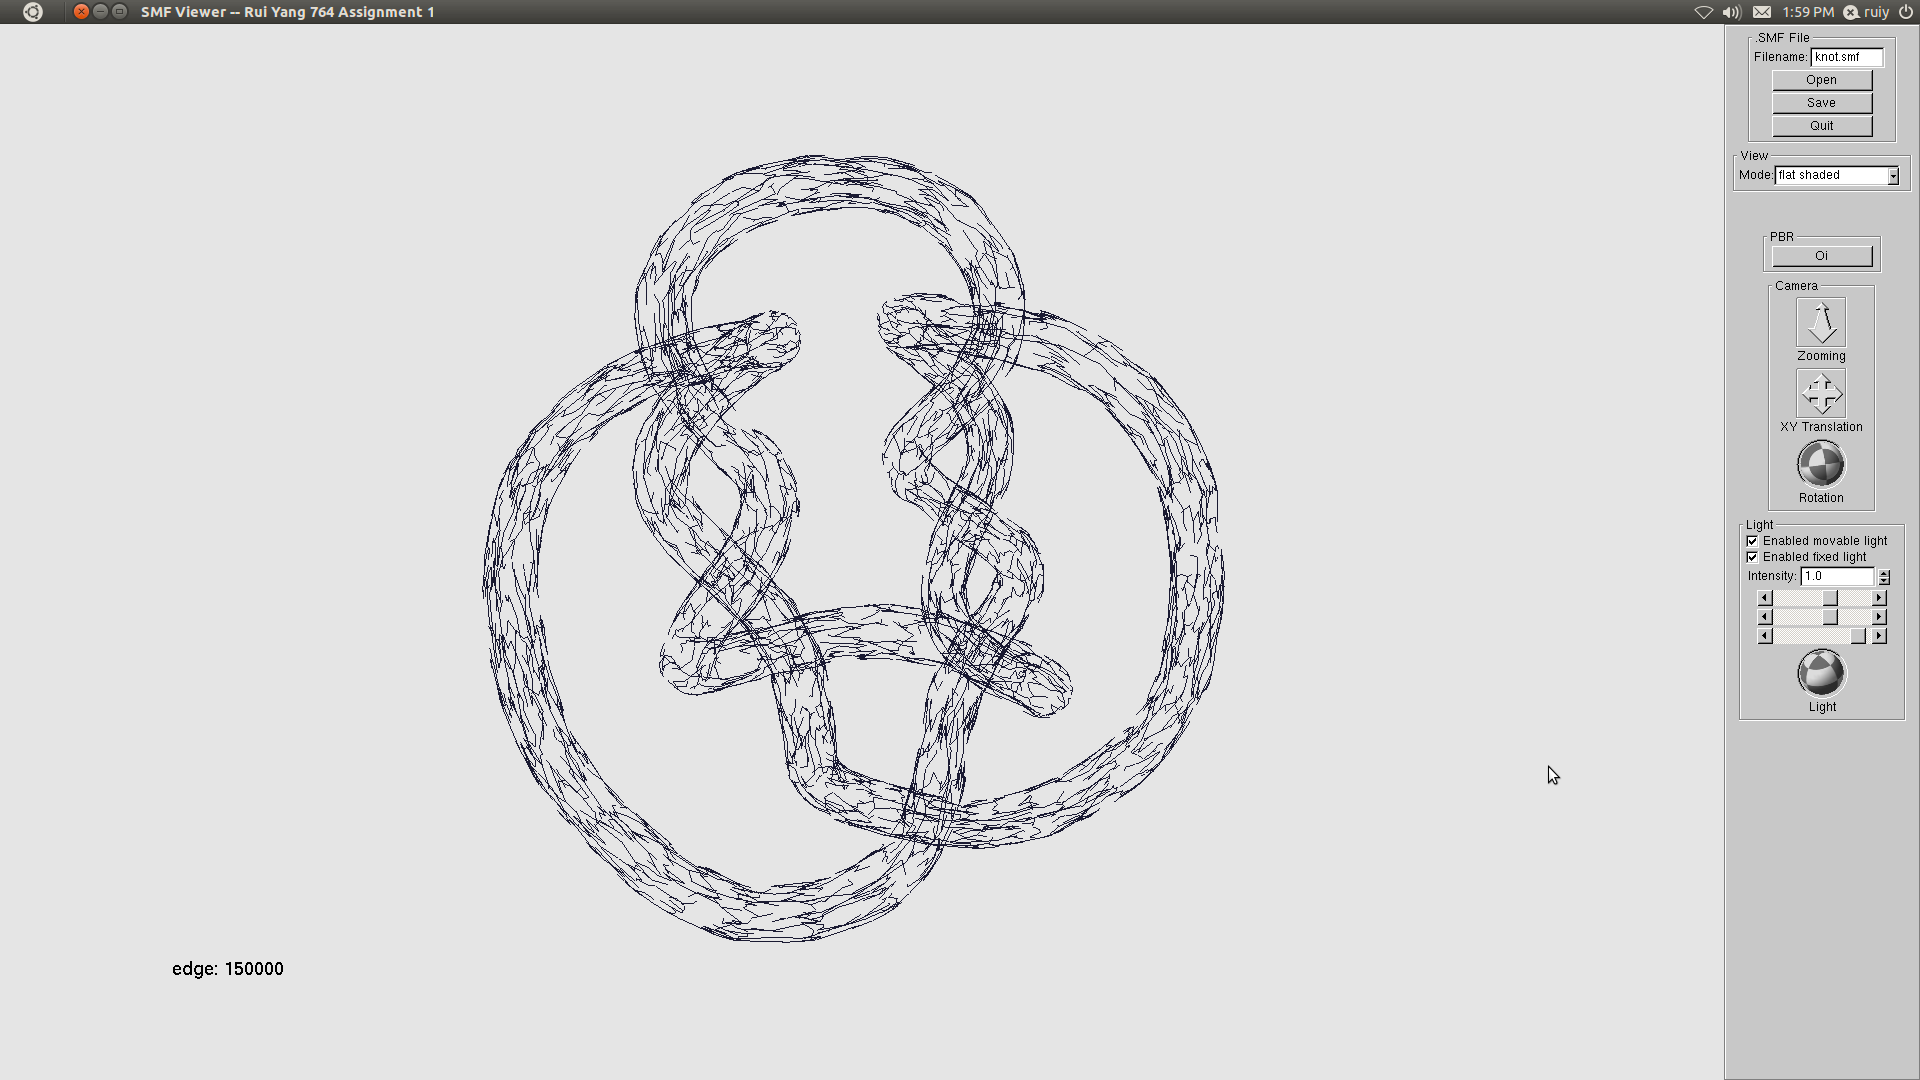 SMF Viewer -- Rui Yang 764 Assignment 1
1:59 PM
ruiy
.SMF File
Filename: knot.smf
Open
Save
Quit
View
Mode: flat shaded
PBR
Oi
Camera
Zooming
XY Translation
Rotation
Light
Enabled movable light
Enabled fixed light
Intensity: 1.0
Light
edge: 150000